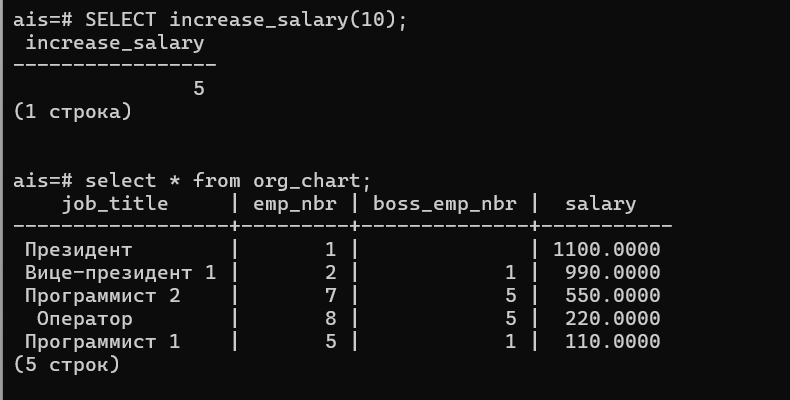 ais=# SELECT increase_salary(10);
 increase_salary
-----------------
               5
(1 строка)
ais=# select * from org_chart;
    job_title     | emp_nbr | boss_emp_nbr |  salary
------------------+---------+--------------+-----------
 Президент        |       1 |              | 1100.0000
 Вице-президент 1 |       2 |            1 |  990.0000
 Программист 2    |       7 |            5 |  550.0000
  Оператор        |       8 |            5 |  220.0000
 Программист 1    |       5 |            1 |  110.0000
(5 строк)